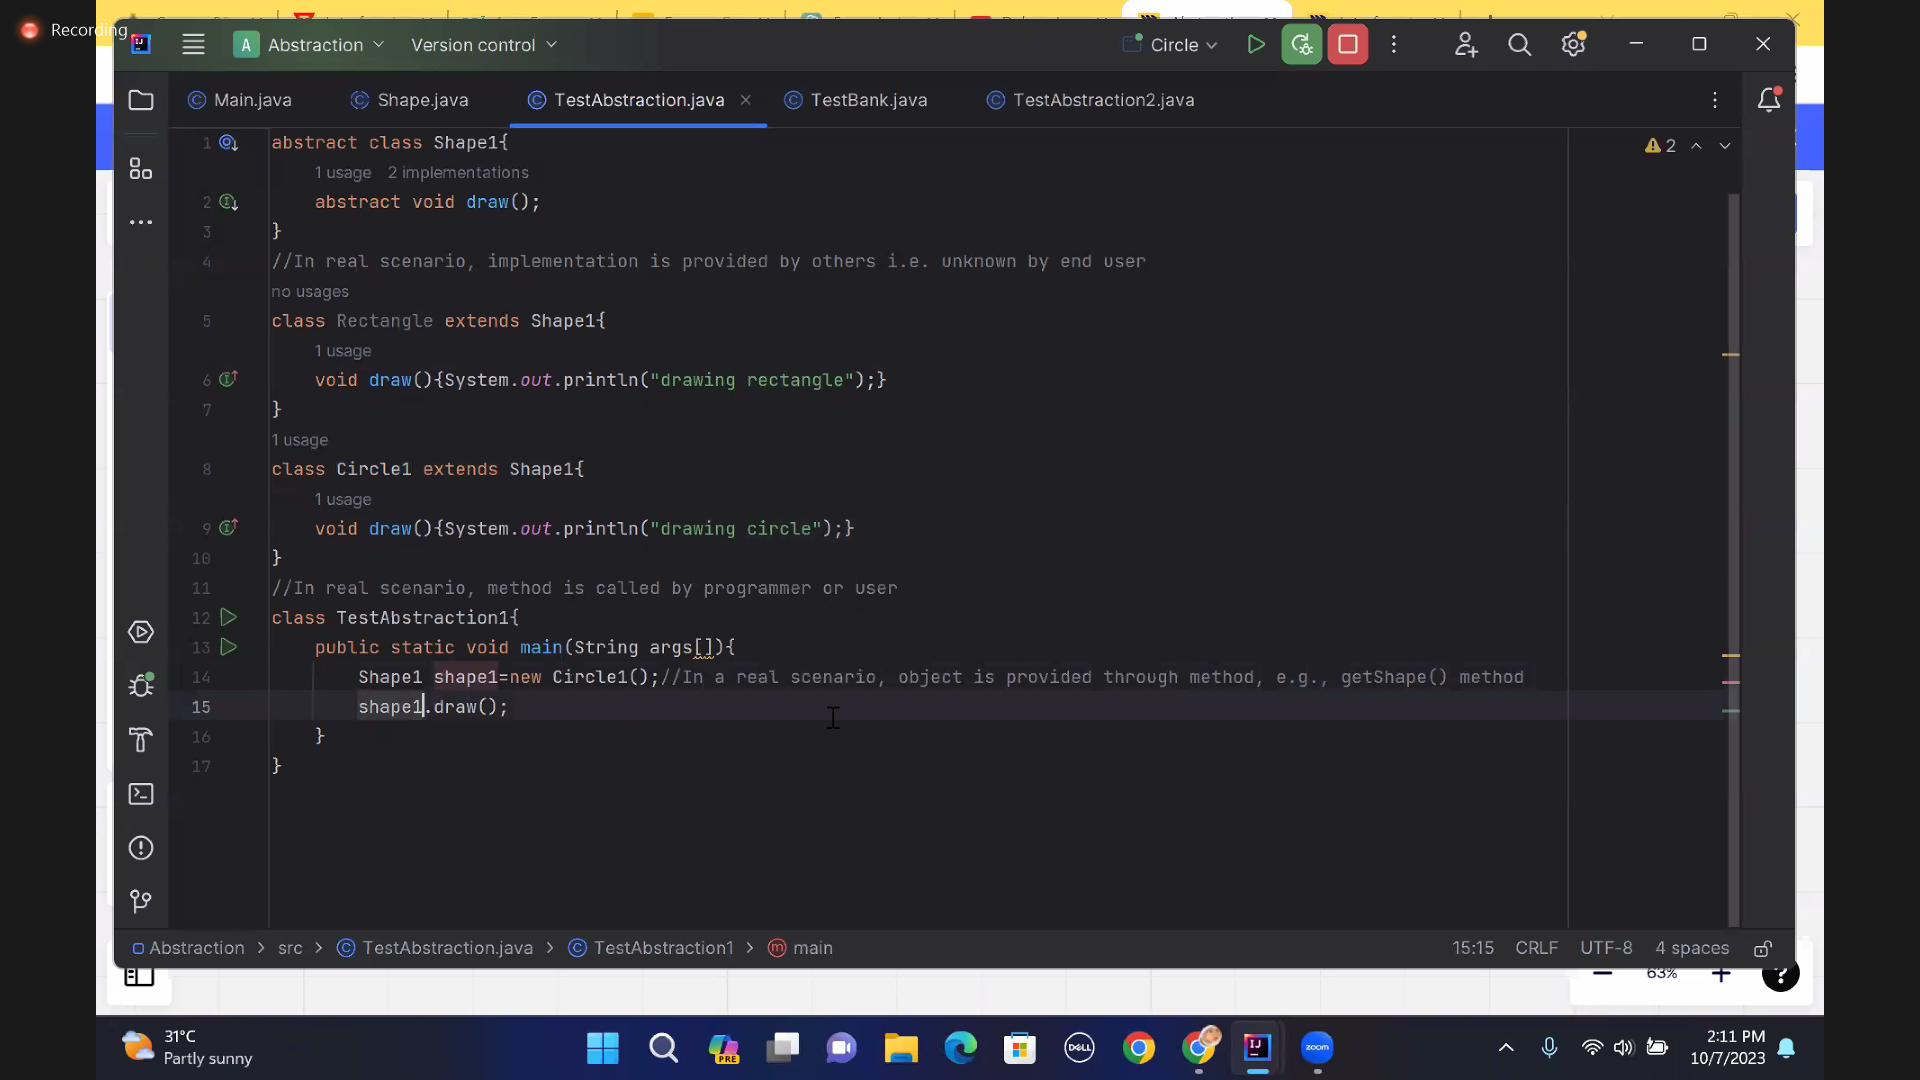 Recording
Abstraction
Version control
Circle
Main.java
Shape.java
TestAbstraction.java
TestBank.java
TestAbstraction2.java
2
1 abstract class Shape1{
1 usage 2 implementations
2 abstract void draw();
3 }
4 //In real scenario, implementation is provided by others i.e. unknown by end user
no usages
5 class Rectangle extends Shape1{
1 usage
6 void draw(){System.out.println("drawing rectangle");}
7 }
1 usage
8 class Circle1 extends Shape1{
1 usage
9 void draw(){System.out.println("drawing circle");}
10 }
11 //In real scenario, method is called by programmer or user
12 class TestAbstraction1{
13 public static void main(String args[]){
14 Shape1 shape1=new Circle1();//In a real scenario, object is provided through method, e.g., getShape() method
15 shape1.draw();
16 }
17 }
Abstraction > src > TestAbstraction.java > TestAbstraction1 > main
15:15 CRLF UTF-8 4 spaces
63%
31°C
Partly sunny
PRE
DELL
zoom
2:11 PM
10/7/2023